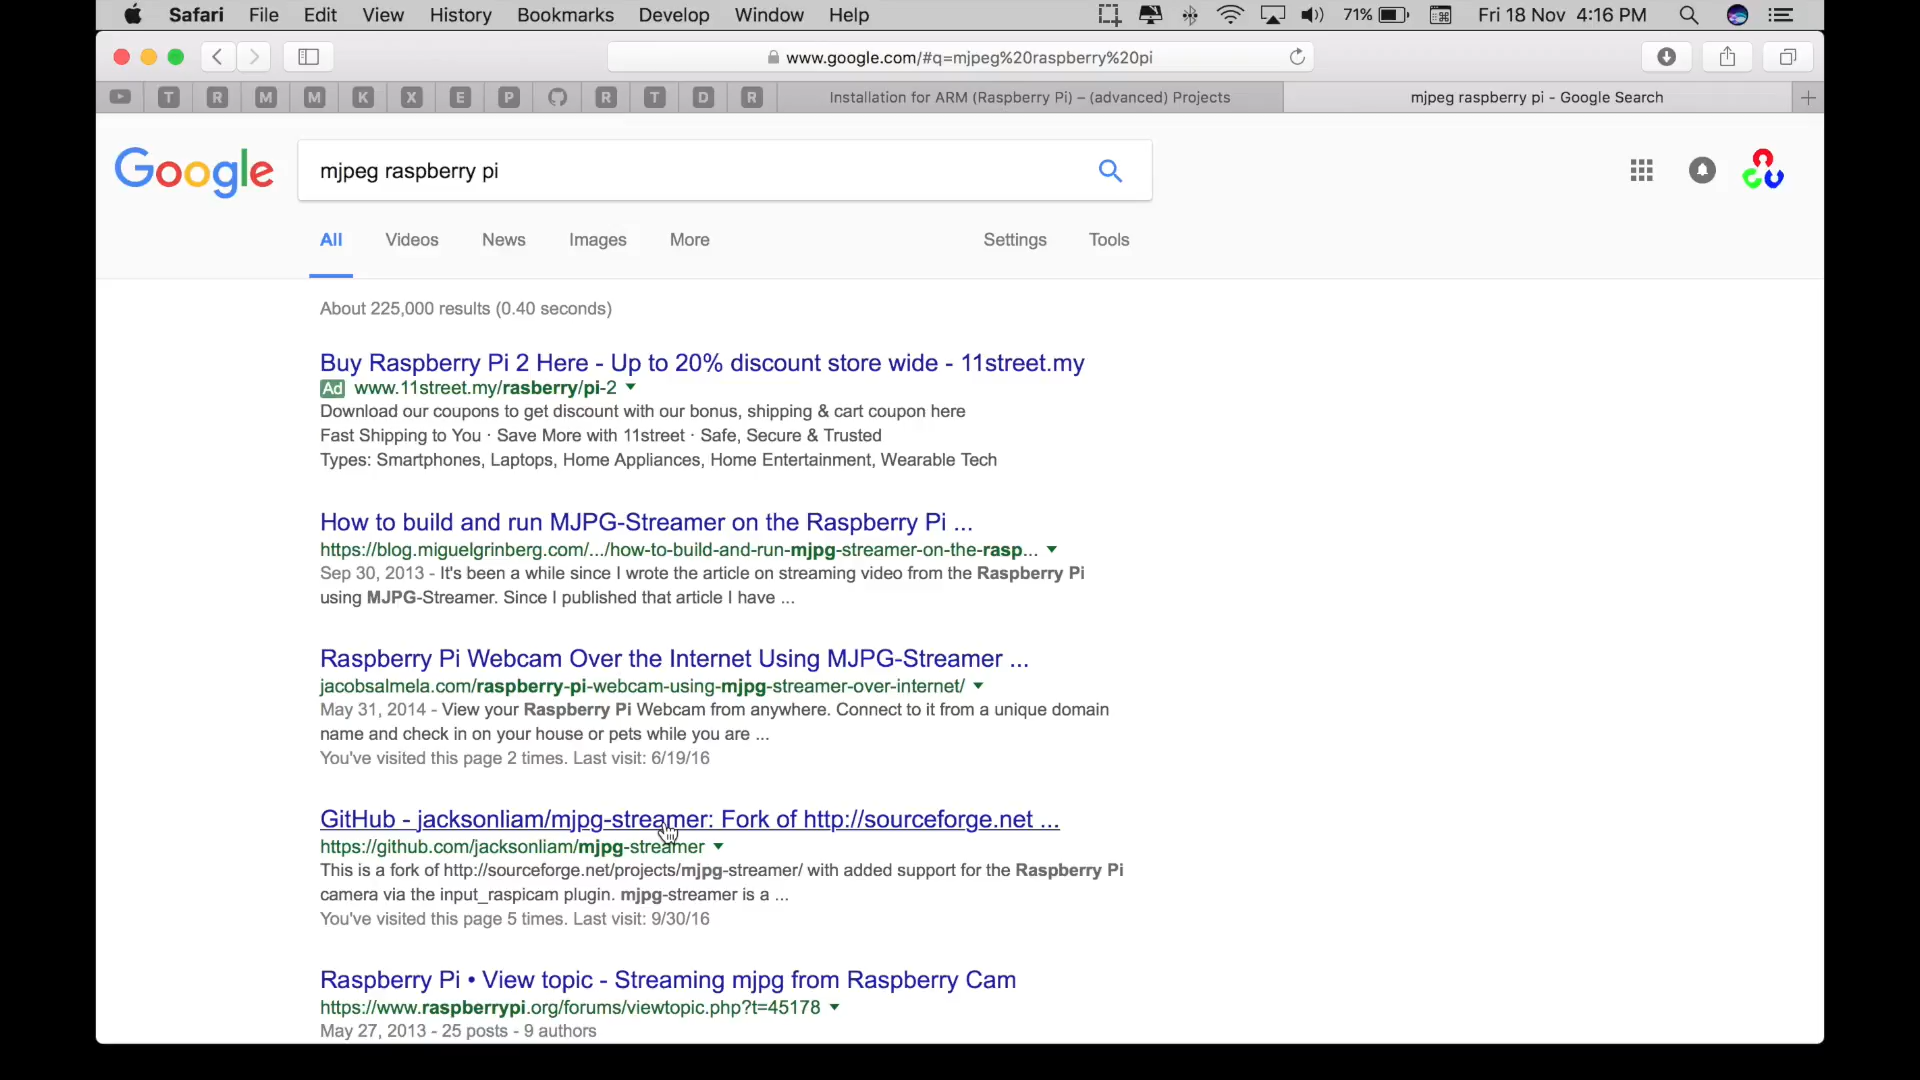 Safari File Edit View History Bookmarks Develop Window Help 71% Fri 18 Nov 4:16 PM
www.google.com/#q=mjpeg%20raspberry%20pi
T R M M K X E P R T D R Installation for ARM (Raspberry Pi) – (advanced) Projects mjpeg raspberry pi - Google Search
Google mjpeg raspberry pi
All Videos News Images More Settings Tools
About 225,000 results (0.40 seconds)
Buy Raspberry Pi 2 Here - Up to 20% discount store wide - 11street.my
Ad www.11street.my/rasberry/pi-2
Download our coupons to get discount with our bonus, shipping & cart coupon here
Fast Shipping to You · Save More with 11street · Safe, Secure & Trusted
Types: Smartphones, Laptops, Home Appliances, Home Entertainment, Wearable Tech
How to build and run MJPG-Streamer on the Raspberry Pi ...
https://blog.miguelgrinberg.com/.../how-to-build-and-run-mjpg-streamer-on-the-rasp...
Sep 30, 2013 - It's been a while since I wrote the article on streaming video from the Raspberry Pi
using MJPG-Streamer. Since I published that article I have ...
Raspberry Pi Webcam Over the Internet Using MJPG-Streamer ...
jacobsalmela.com/raspberry-pi-webcam-using-mjpg-streamer-over-internet/
May 31, 2014 - View your Raspberry Pi Webcam from anywhere. Connect to it from a unique domain
name and check in on your house or pets while you are ...
You've visited this page 2 times. Last visit: 6/19/16
GitHub - jacksonliam/mjpg-streamer: Fork of http://sourceforge.net ...
https://github.com/jacksonliam/mjpg-streamer
This is a fork of http://sourceforge.net/projects/mjpg-streamer/ with added support for the Raspberry Pi
camera via the input_raspicam plugin. mjpg-streamer is a ...
You've visited this page 5 times. Last visit: 9/30/16
Raspberry Pi • View topic - Streaming mjpg from Raspberry Cam
https://www.raspberrypi.org/forums/viewtopic.php?t=45178
May 27, 2013 - 25 posts - 9 authors